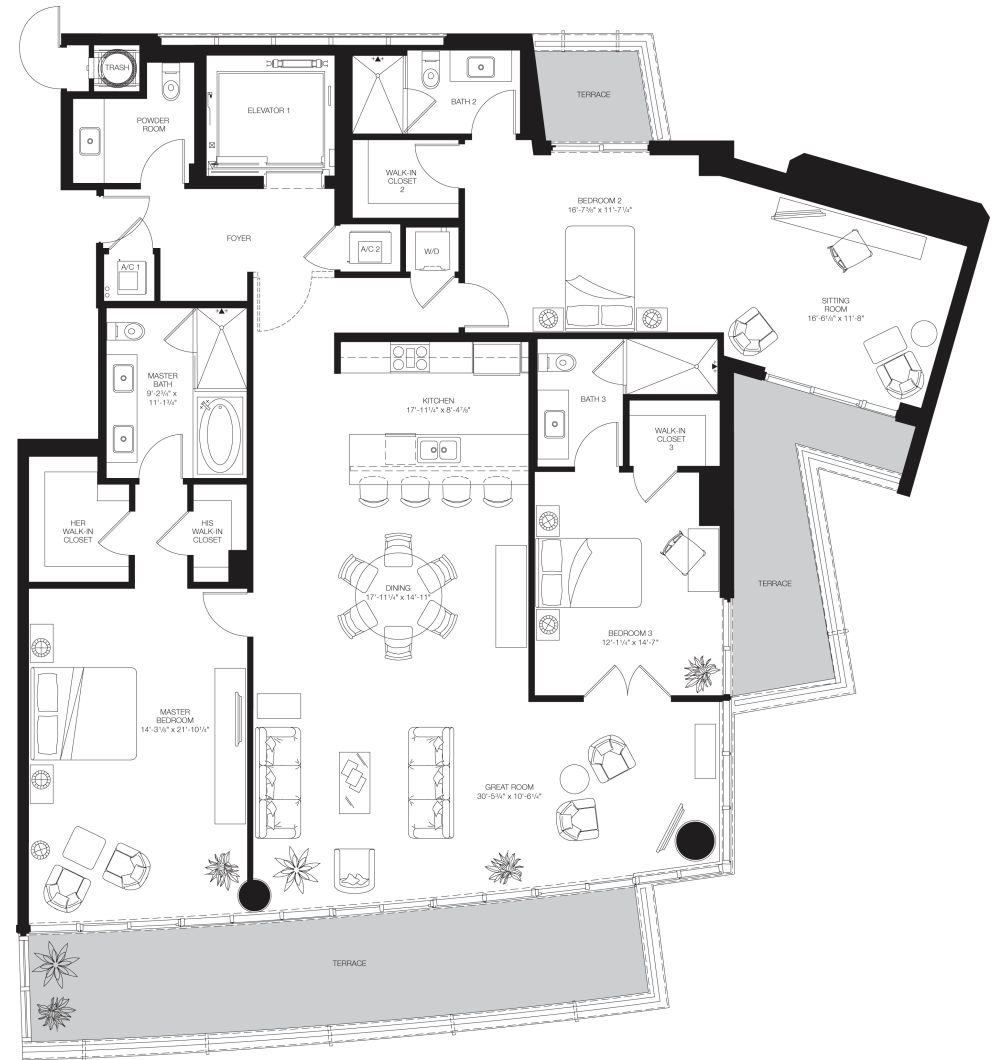 TRASH
POWDER
ROOM
ELEVATOR 1
BATH 2
TERRACE
WALK-IN
CLOSET
2
BEDROOM 2
16'-7⅜" x 11'-7¼"
FOYER
A/C 2
W/D
A/C 1
SITTING
ROOM
16'-6⅛" x 11'-8"
MASTER
BATH
9'-2¾" x
11'-1¾"
KITCHEN
17'-11¼" x 8'-4⅞"
BATH 3
WALK-IN
CLOSET
3
HER
WALK-IN
CLOSET
HIS
WALK-IN
CLOSET
DINING
17'-11¼" x 14'-11"
TERRACE
BEDROOM 3
12'-1¼" x 14'-7"
MASTER
BEDROOM
14'-3⅛" x 21'-10¼"
GREAT ROOM
30'-5¾" x 10'-6¼"
TERRACE